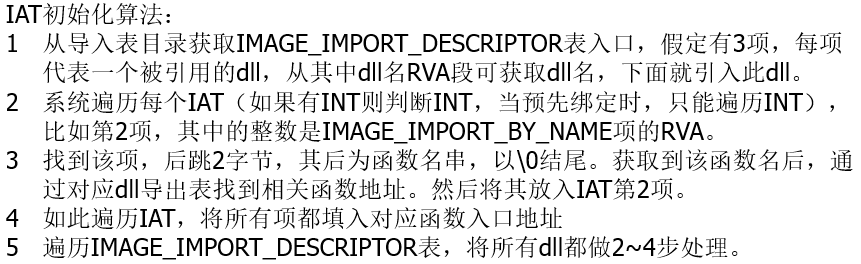 IAT初始化算法：
1 从导入表目录获取IMAGE_IMPORT_DESCRIPTOR表入口，假定有3项，每项
代表一个被引用的dll，从其中dll名RVA段可获取dll名，下面就引入此dll。
2 系统遍历每个IAT（如果有INT则判断INT，当预先绑定时，只能遍历INT），
比如第2项，其中的整数是IMAGE_IMPORT_BY_NAME项的RVA。
3 找到该项，后跳2字节，其后为函数名串，以\0结尾。获取到该函数名后，通
过对应dll导出表找到相关函数地址。然后将其放入IAT第2项。
4 如此遍历IAT，将所有项都填入对应函数入口地址
5 遍历IMAGE_IMPORT_DESCRIPTOR表，将所有dll都做2~4步处理。